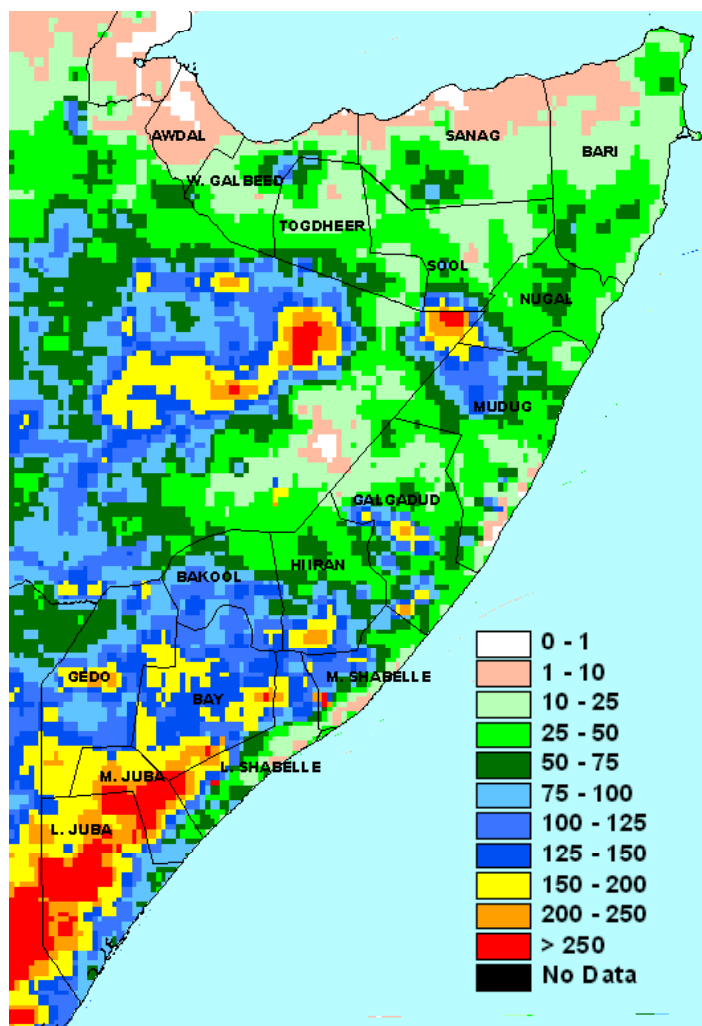 AWDAL
SANAG
BARI
W. GALBEED
TOGDHEER
SOOL
NUGAL
MUDUG
GALGADUD
HIIRAN
BAKOOL
GEDO
BAY
M. SHABELLE
L. SHABELLE
M. JUBA
L. JUBA
0 - 1
1 - 10
10 - 25
25 - 50
50 - 75
75 - 100
100 - 125
125 - 150
150 - 200
200 - 250
> 250
No Data